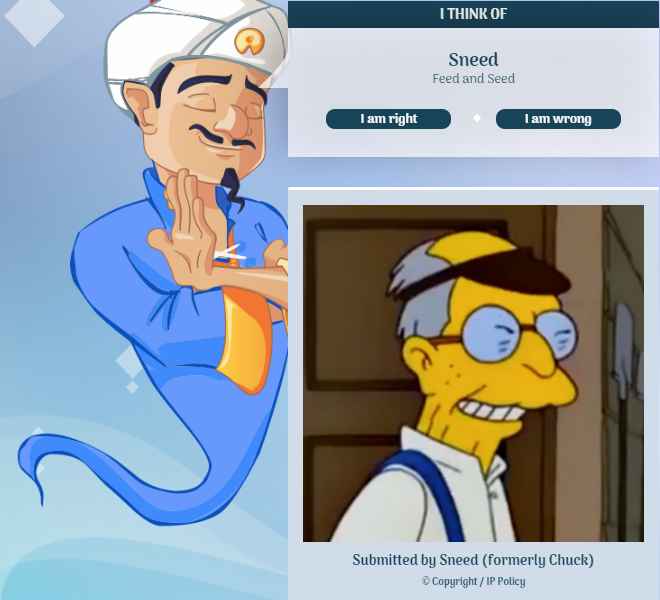 I THINK OF
Sneed
Feed and Seed
I am right
I am wrong
Submitted by Sneed (formerly Chuck)
© Copyright / IP Policy